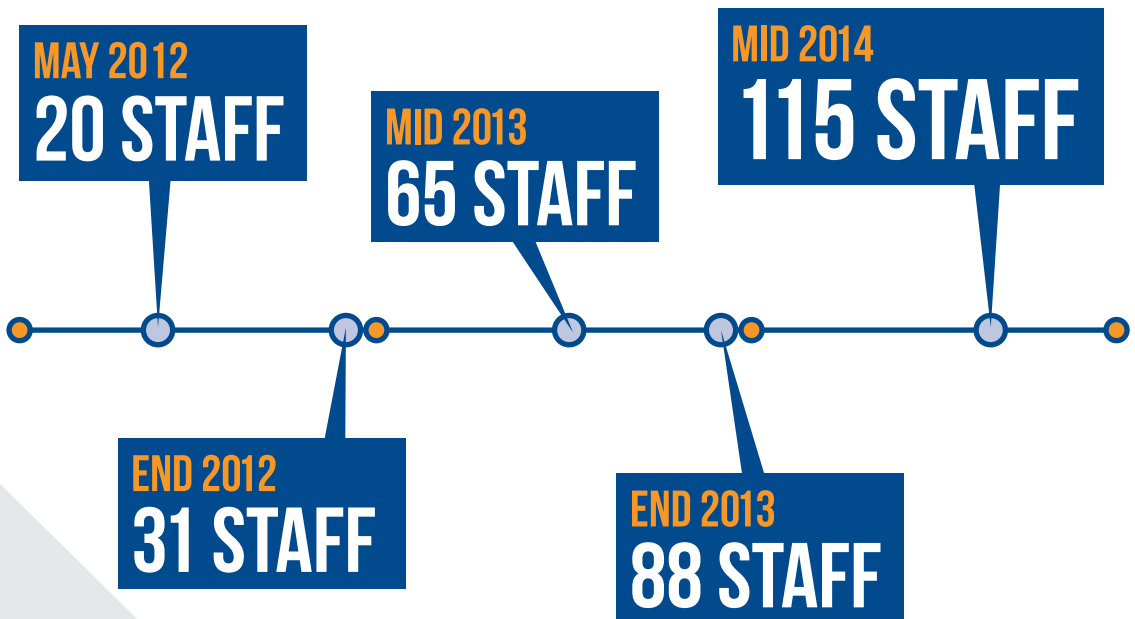 MAY 2012
20 STAFF
END 2012
31 STAFF
MID 2013
65 STAFF
END 2013
88 STAFF
MID 2014
115 STAFF